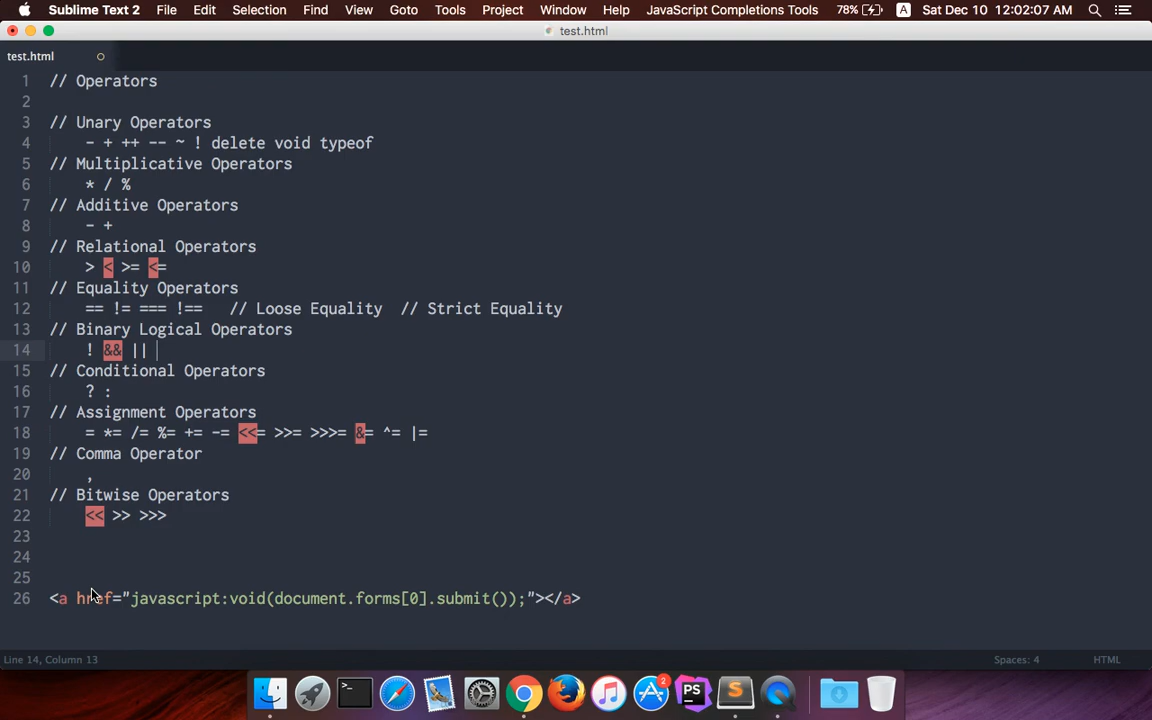 Sublime Text 2 File Edit Selection Find View Goto Tools Project Window Help JavaScript Completions Tools 78% A Sat Dec 10 12:02:07 AM
test.html
test.html
1 // Operators
2
3 // Unary Operators
4 - + ++ -- ~ ! delete void typeof
5 // Multiplicative Operators
6 * / %
7 // Additive Operators
8 - +
9 // Relational Operators
10 > < >= <=
11 // Equality Operators
12 == != === !== // Loose Equality // Strict Equality
13 // Binary Logical Operators
14 ! && ||
15 // Conditional Operators
16 ? :
17 // Assignment Operators
18 = *= /= %= += -= <<= >>= >>>= &= ^= |=
19 // Comma Operator
20 ,
21 // Bitwise Operators
22 << >> >>>
23
24
25
26 <a href="javascript:void(document.forms[0].submit());"></a>
Line 14, Column 13 Spaces: 4 HTML
>_ 2 PS S